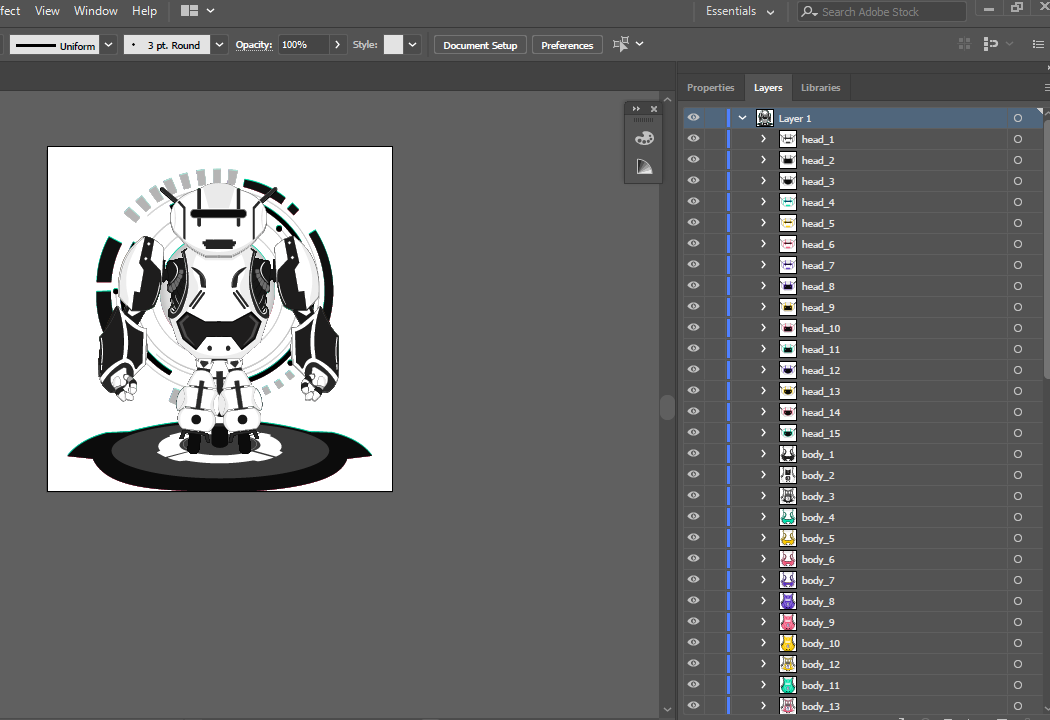 fect View Window Help Essentials Search Adobe Stock
Uniform 3 pt. Round Opacity: 100% Style: Document Setup Preferences
Properties Layers Libraries
Layer 1
head_1
head_2
head_3
head_4
head_5
head_6
head_7
head_8
head_9
head_10
head_11
head_12
head_13
head_14
head_15
body_1
body_2
body_3
body_4
body_5
body_6
body_7
body_8
body_9
body_10
body_12
body_11
body_13